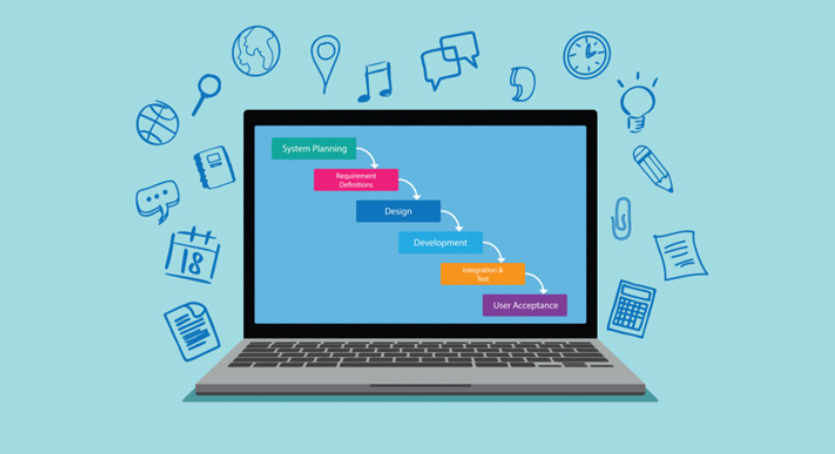 System Planning
Requirement
Definitions
Design
Development
Integration &
Test
User Acceptance
18